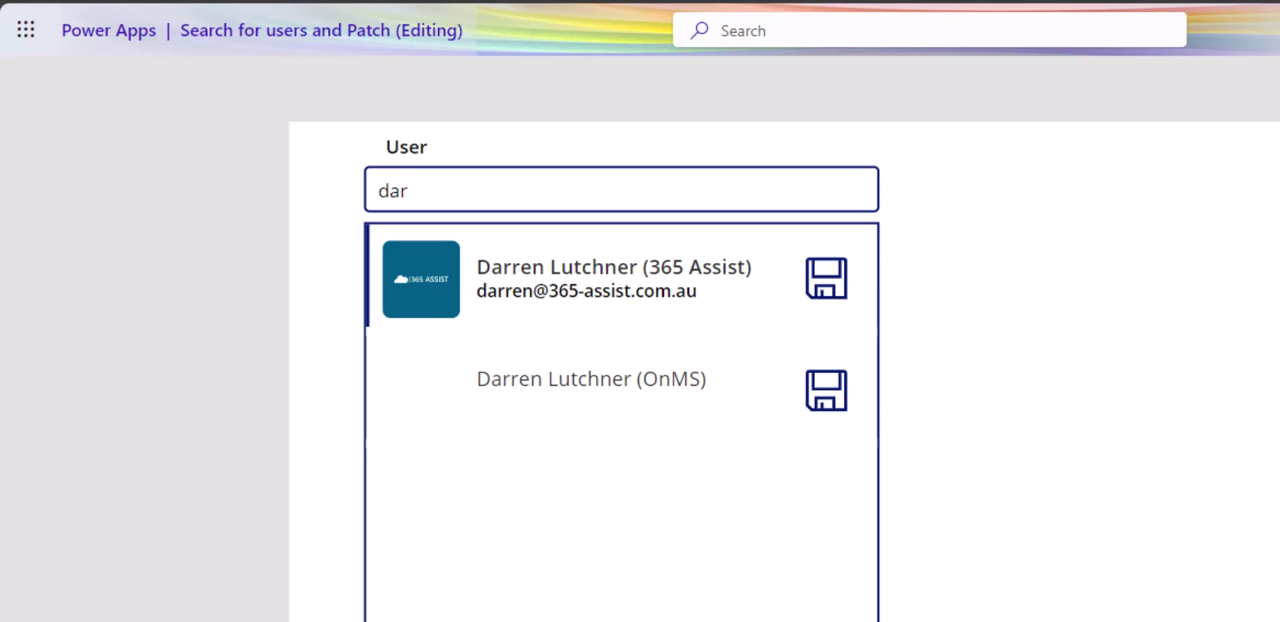 Power Apps | Search for users and Patch (Editing)
Search
User
dar
365 ASSIST
Darren Lutchner (365 Assist)
darren@365-assist.com.au
Darren Lutchner (OnMS)